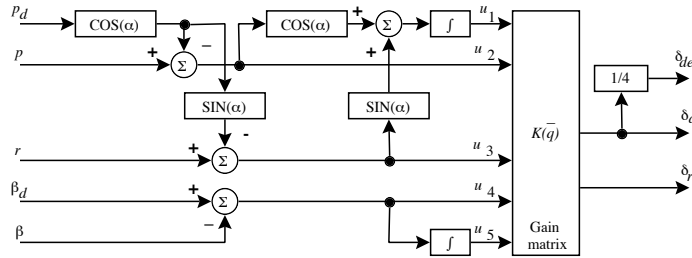 p_d COS(α) − COS(α) + Σ ∫ u_1
p + Σ + u_2 δ_de
1/4
SIN(α) SIN(α) K(q̅) δ_a
-
r + Σ u_3
δ_r
β_d + Σ u_4
−
β ∫ u_5
Gain
matrix